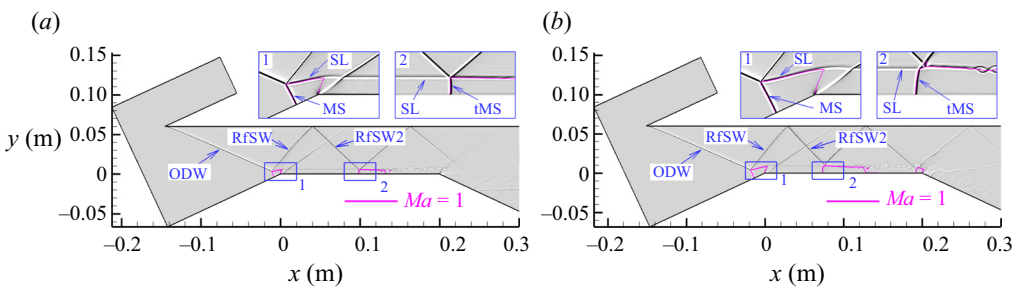 (a)
(b)
0.15
0.10
0.05
0
–0.05
y (m)
1
SL
MS
2
SL
tMS
RfSW
RfSW2
ODW
1
2
Ma = 1
–0.2
–0.1
0
0.1
0.2
0.3
x (m)
0.15
0.10
0.05
0
–0.05
1
SL
MS
2
SL
tMS
RfSW
RfSW2
ODW
1
2
Ma = 1
–0.2
–0.1
0
0.1
0.2
0.3
x (m)